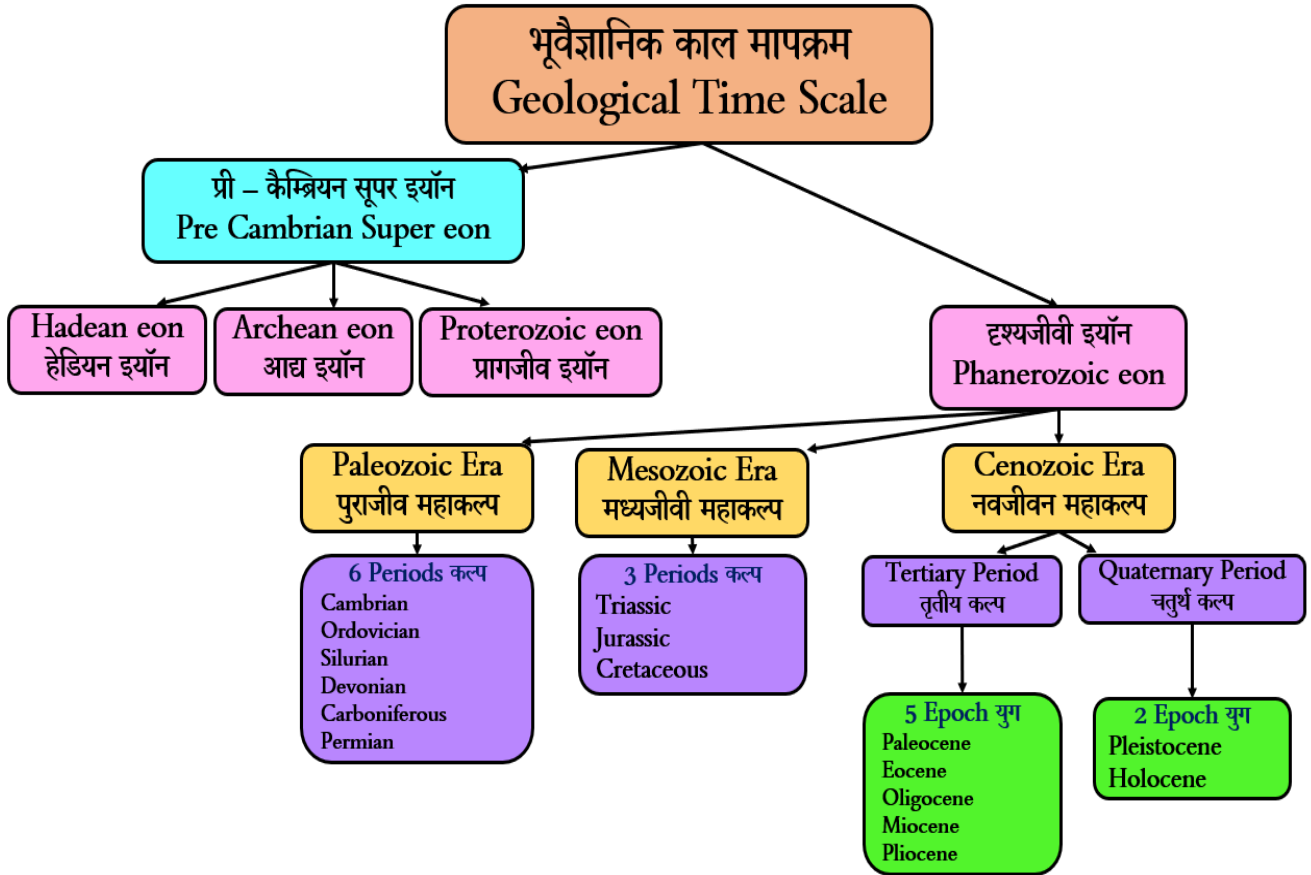 भूवैज्ञानिक काल मापक्रम
Geological Time Scale
प्री – कैम्ब्रियन सूपर इयॉन
Pre Cambrian Super eon
Hadean eon
हेडियन इयॉन
Archean eon
आद्य इयॉन
Proterozoic eon
प्रागजीव इयॉन
दृश्यजीवी इयॉन
Phanerozoic eon
Paleozoic Era
पुराजीव महाकल्प
Mesozoic Era
मध्यजीवी महाकल्प
Cenozoic Era
नवजीवन महाकल्प
6 Periods कल्प
Cambrian
Ordovician
Silurian
Devonian
Carboniferous
Permian
3 Periods कल्प
Triassic
Jurassic
Cretaceous
Tertiary Period
तृतीय कल्प
Quaternary Period
चतुर्थ कल्प
5 Epoch युग
Paleocene
Eocene
Oligocene
Miocene
Pliocene
2 Epoch युग
Pleistocene
Holocene